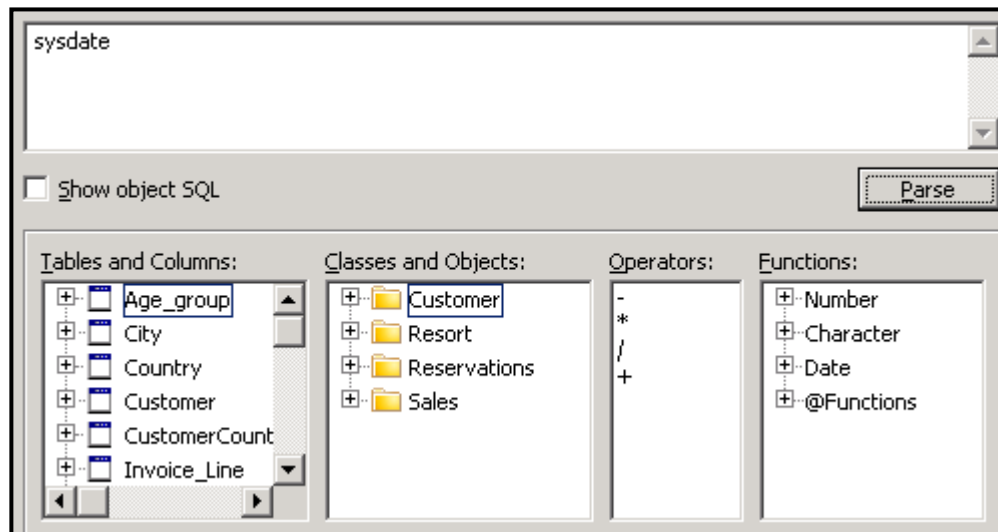 sysdate
Show object SQL
Parse
Tables and Columns:
Age_group
City
Country
Customer
CustomerCount
Invoice_Line
Classes and Objects:
Customer
Resort
Reservations
Sales
Operators:
-
*
/
+
Functions:
Number
Character
Date
@Functions